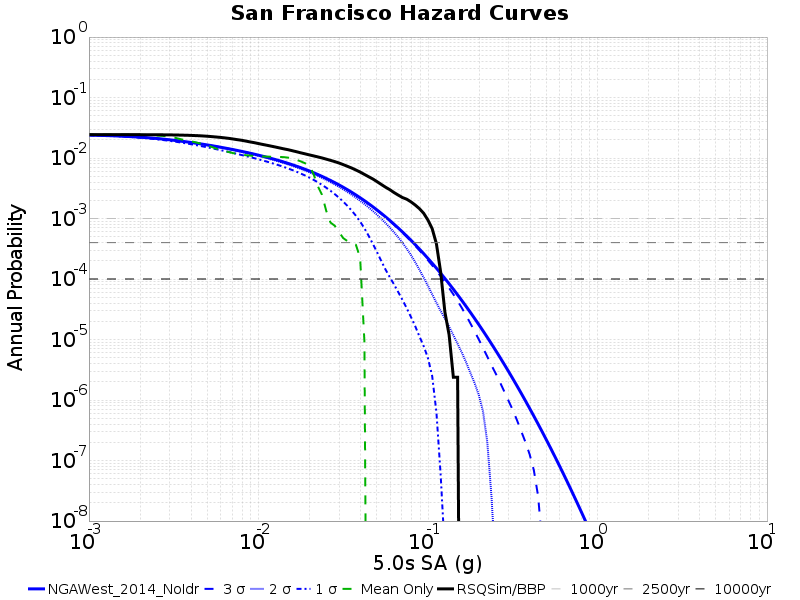 San Francisco Hazard Curves
Annual Probability
10^0
10^-1
10^-2
10^-3
10^-4
10^-5
10^-6
10^-7
10^-8
10^-3 10^-2 10^-1 10^0 10^1
5.0s SA (g)
NGAWest_2014_NoIdr 3 σ 2 σ 1 σ Mean Only RSQSim/BBP 1000yr 2500yr 10000yr